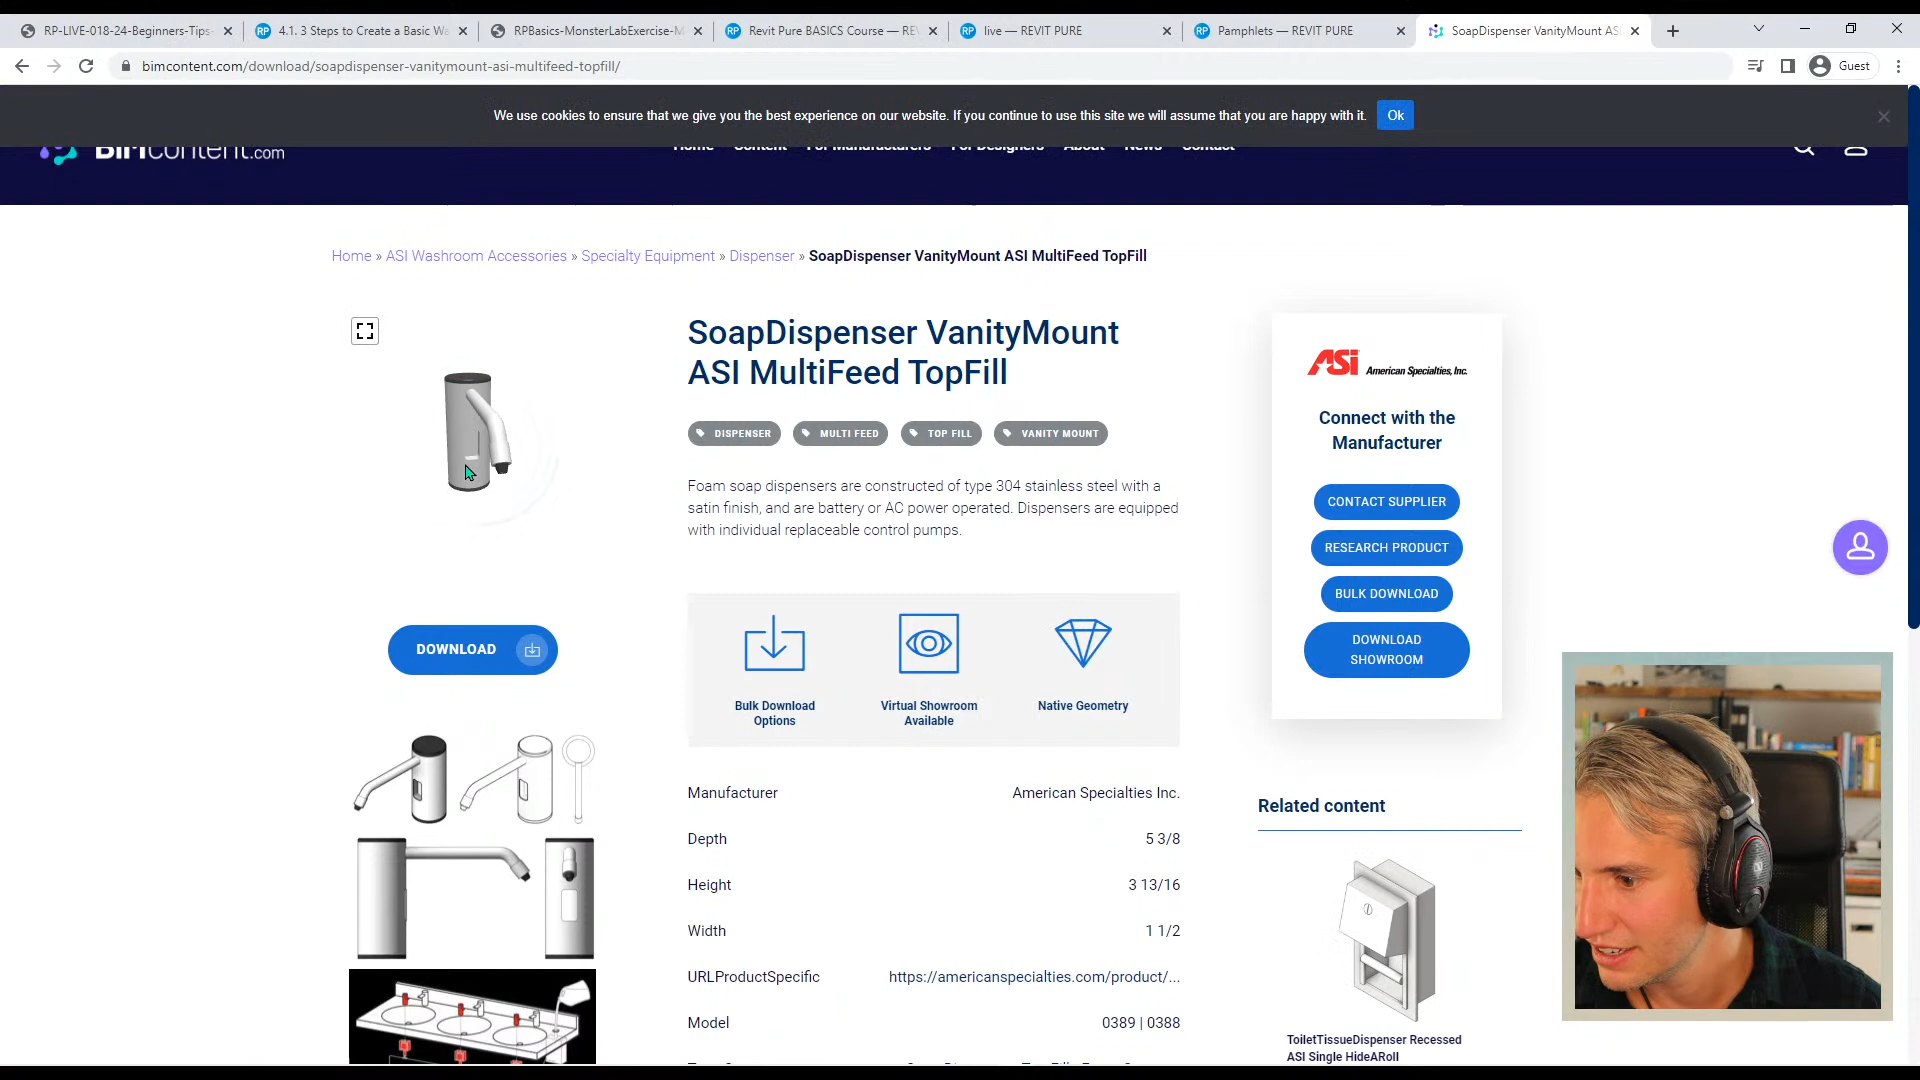 RP-LIVE-018-24-Beginners-Tips-
4.1. 3 Steps to Create a Basic Wa
RPBasics-MonsterLabExercise-M
Revit Pure BASICS Course — RE
live — REVIT PURE
Pamphlets — REVIT PURE
SoapDispenser VanityMount AS
bimcontent.com/download/soapdispenser-vanitymount-asi-multifeed-topfill/
Guest
We use cookies to ensure that we give you the best experience on our website. If you continue to use this site we will assume that you are happy with it.
Ok
BIMcontent.com
Home Content For Manufacturers For Designers About News Contact
Home » ASI Washroom Accessories » Specialty Equipment » Dispenser » SoapDispenser VanityMount ASI MultiFeed TopFill
SoapDispenser VanityMount
ASI MultiFeed TopFill
DISPENSER
MULTI FEED
TOP FILL
VANITY MOUNT
Foam soap dispensers are constructed of type 304 stainless steel with a
satin finish, and are battery or AC power operated. Dispensers are equipped
with individual replaceable control pumps.
DOWNLOAD
Bulk Download
Options
Virtual Showroom
Available
Native Geometry
Manufacturer American Specialties Inc.
Depth 5 3/8
Height 3 13/16
Width 1 1/2
URLProductSpecific https://americanspecialties.com/product/...
Model 0389 | 0388
ASI American Specialties, Inc.
Connect with the
Manufacturer
CONTACT SUPPLIER
RESEARCH PRODUCT
BULK DOWNLOAD
DOWNLOAD
SHOWROOM
Related content
ToiletTissueDispenser Recessed
ASI Single HideARoll